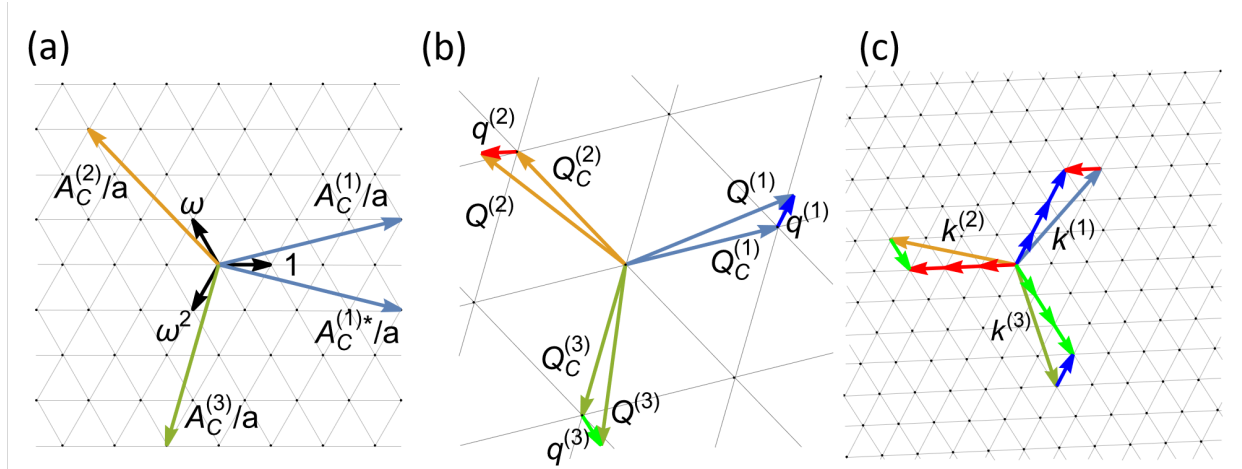 (a)
(b)
(c)
A_C^{(2)}/a
ω
A_C^{(1)}/a
1
ω^2
A_C^{(1)*}/a
A_C^{(3)}/a
q^{(2)}
Q_C^{(2)}
Q^{(2)}
Q^{(1)}
q^{(1)}
Q_C^{(1)}
Q_C^{(3)}
Q^{(3)}
q^{(3)}
k^{(2)}
k^{(1)}
k^{(3)}